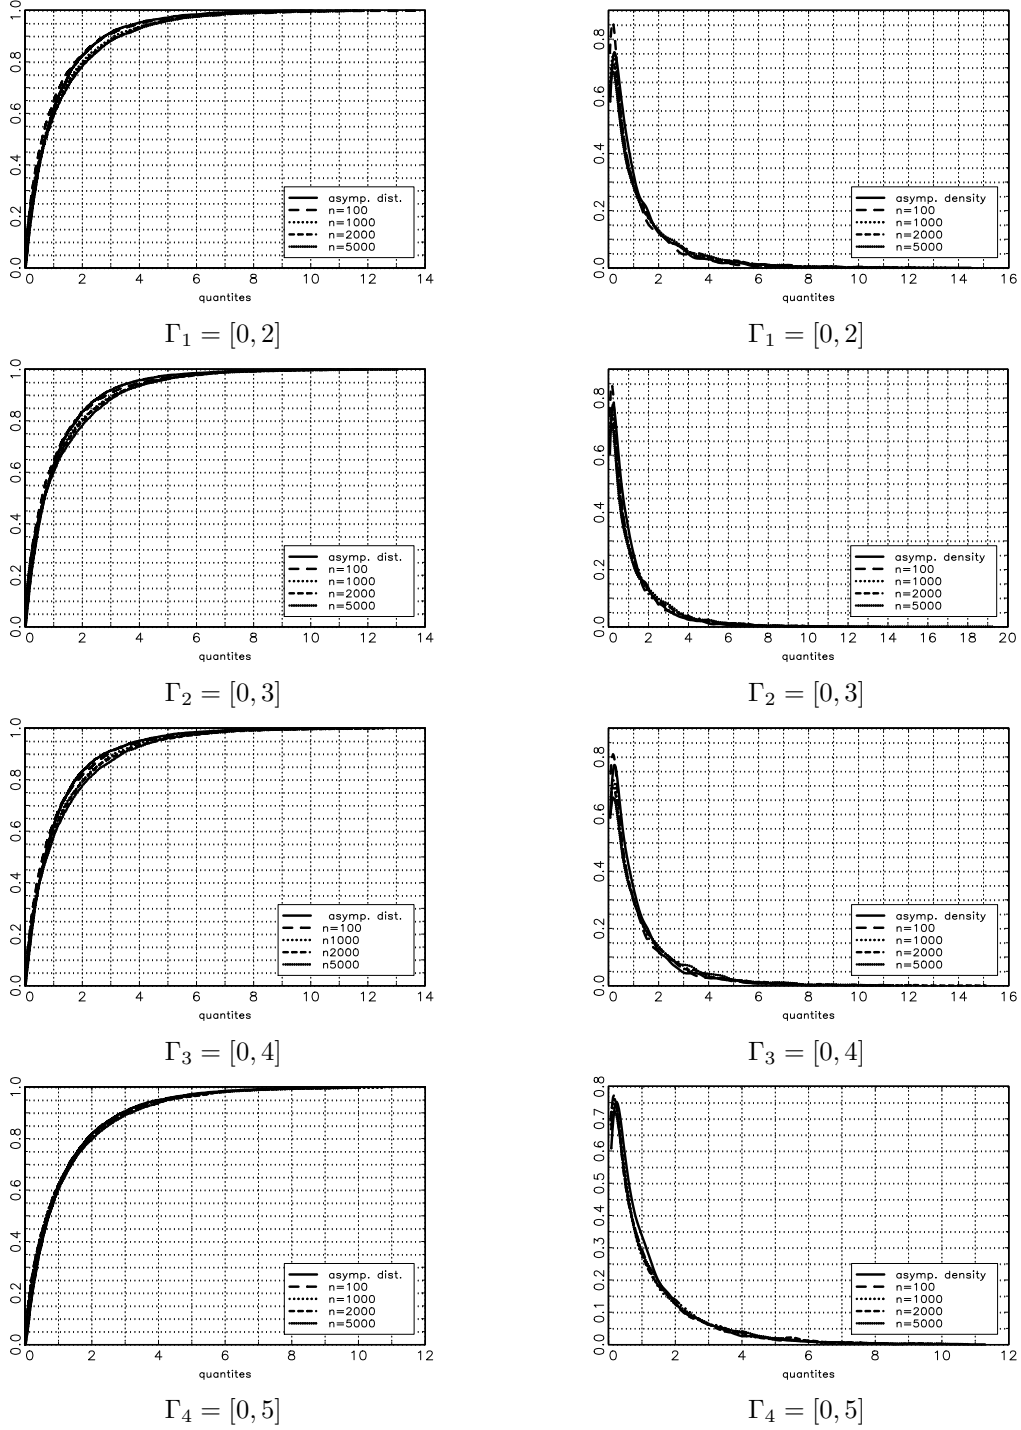 1.0
0.8
0.6
0.4
0.2
0.0
asymp. dist.
n=100
n=1000
n=2000
n=5000
0 2 4 6 8 10 12 14
quantites
Γ₁ = [0, 2]
0.8
0.6
0.4
0.2
0.0
asymp. density
n=100
n=1000
n=2000
n=5000
0 2 4 6 8 10 12 14 16
quantites
Γ₁ = [0, 2]
1.0
0.8
0.6
0.4
0.2
0.0
asymp. dist.
n=100
n=1000
n=2000
n=5000
0 2 4 6 8 10 12 14
quantites
Γ₂ = [0, 3]
0.8
0.6
0.4
0.2
0.0
asymp. density
n=100
n=1000
n=2000
n=5000
0 2 4 6 8 10 12 14 16 18 20
quantites
Γ₂ = [0, 3]
1.0
0.8
0.6
0.4
0.2
0.0
asymp. dist.
n=100
n1000
n2000
n5000
0 2 4 6 8 10 12 14
quantites
Γ₃ = [0, 4]
0.8
0.6
0.4
0.2
0.0
asymp. density
n=100
n=1000
n=2000
n=5000
0 2 4 6 8 10 12 14 16
quantites
Γ₃ = [0, 4]
1.0
0.8
0.6
0.4
0.2
0.0
asymp. dist.
n=100
n=1000
n=2000
n=5000
0 2 4 6 8 10 12
quantites
Γ₄ = [0, 5]
0.8
0.7
0.6
0.5
0.4
0.3
0.2
0.1
0.0
asymp. density
n=100
n=1000
n=2000
n=5000
0 2 4 6 8 10 12
quantites
Γ₄ = [0, 5]